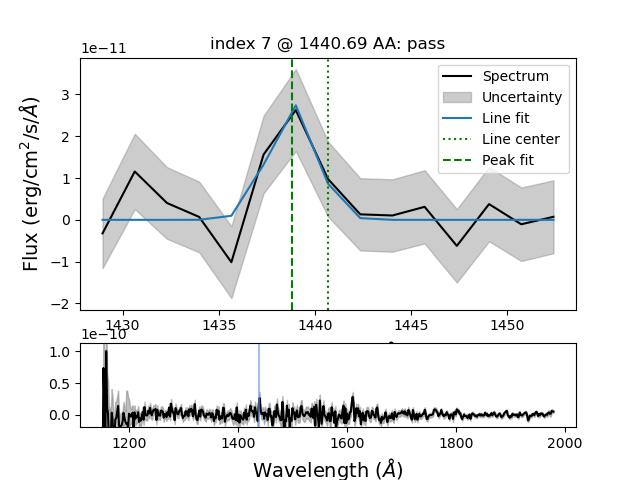 index 7 @ 1440.69 AA: pass
1e−11
Flux (erg/cm²/s/Å)
3
2
1
0
−1
−2
Spectrum
Uncertainty
Line fit
Line center
Peak fit
1430 1435 1440 1445 1450
1e−10
1.0
0.5
0.0
1200 1400 1600 1800 2000
Wavelength (Å)